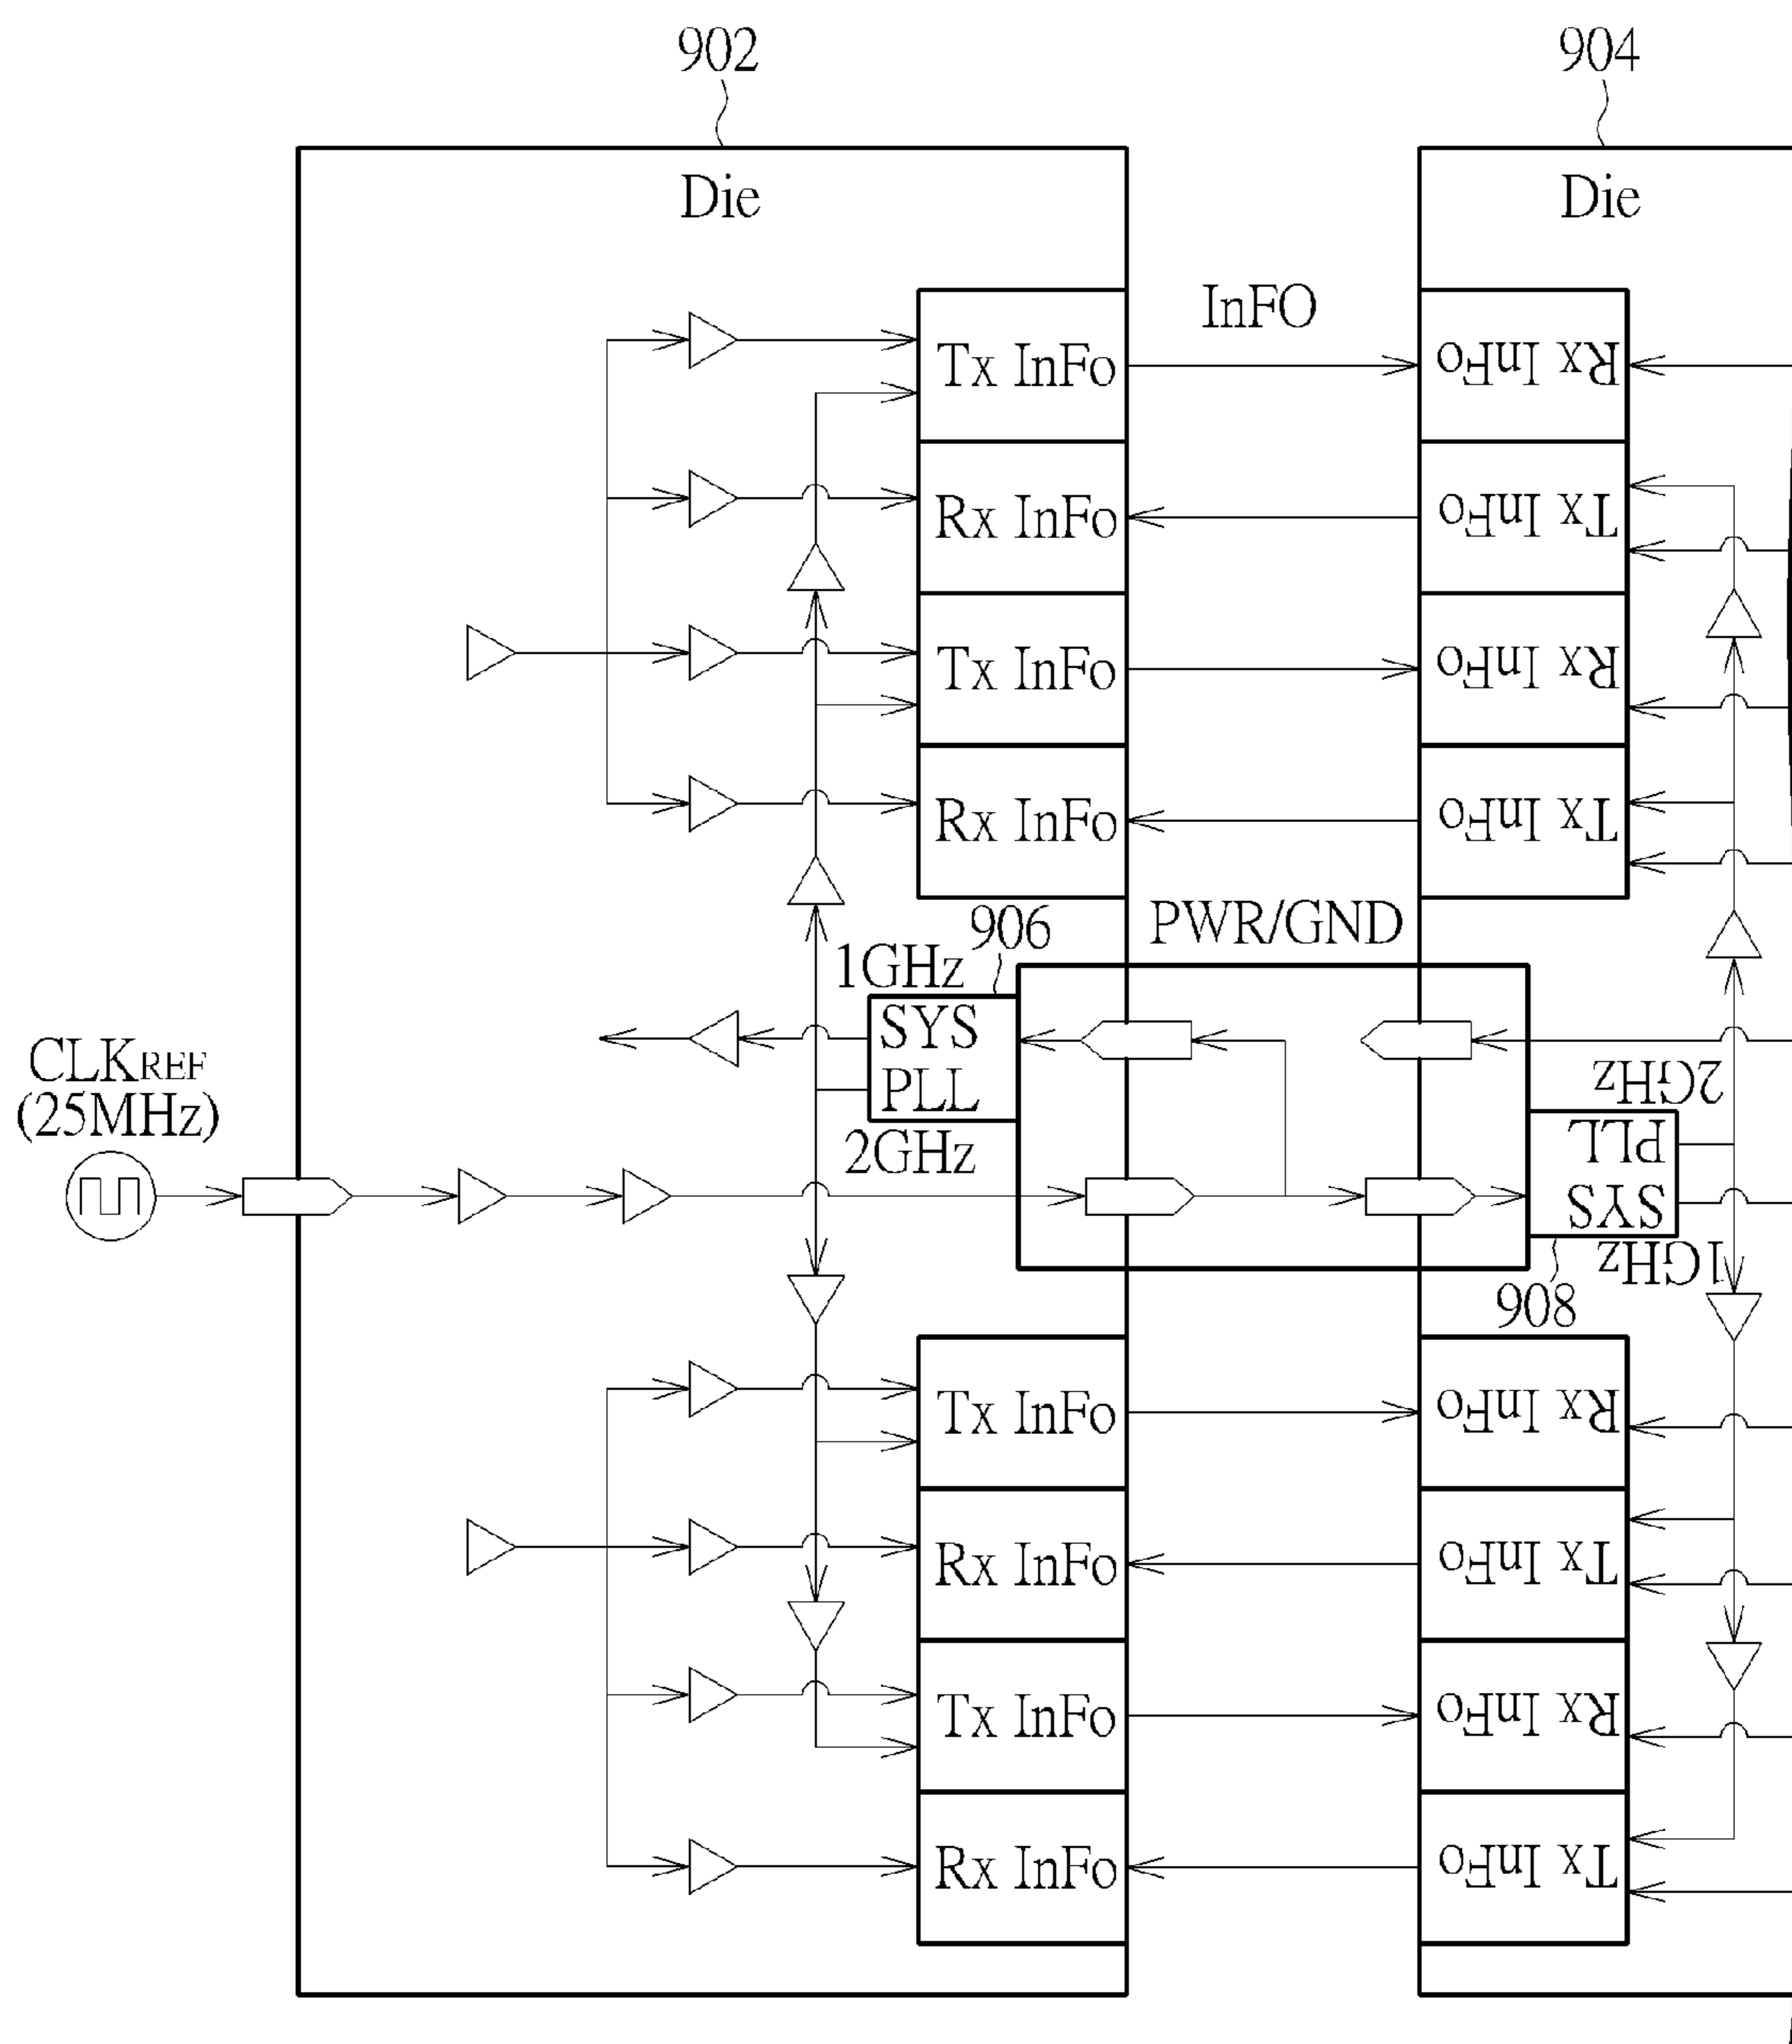 902
904
Die
Die
InFO
Tx InFo
Rx InFo
Rx InFo
Tx InFo
Tx InFo
Rx InFo
Rx InFo
Tx InFo
906
PWR/GND
1GHz
SYS
PLL
2GHz
CLKREF
(25MHz)
2GHz
PLL
SYS
1GHz
908
Tx InFo
Rx InFo
Rx InFo
Tx InFo
Tx InFo
Rx InFo
Rx InFo
Tx InFo